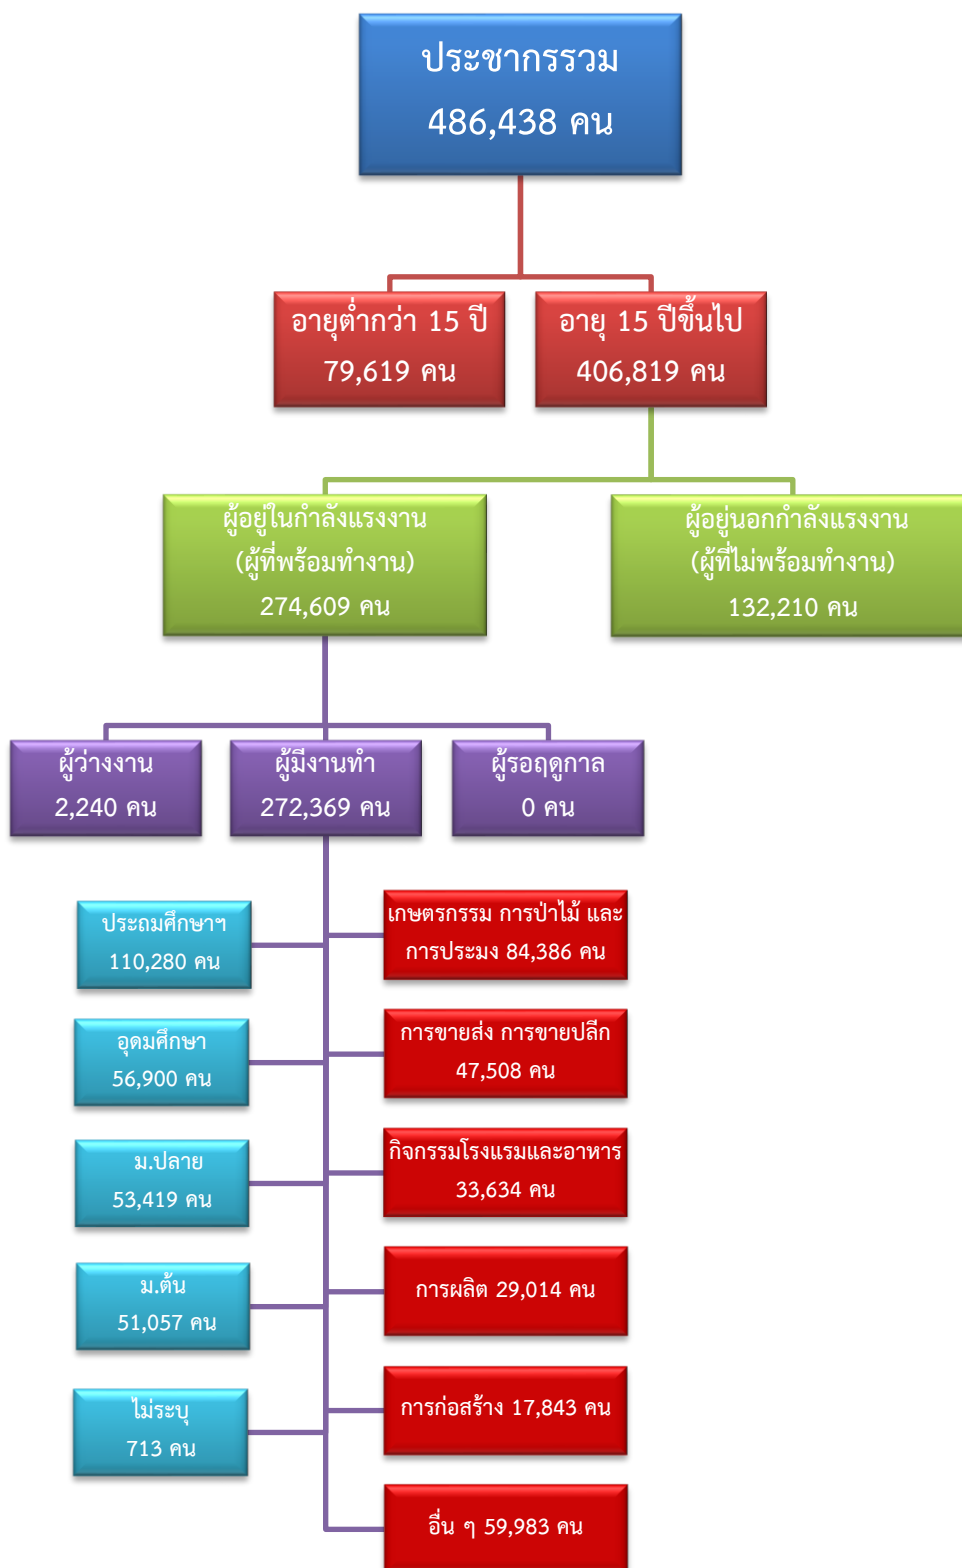 ประชากรรวม
486,438 คน
อายุต่ำกว่า 15 ปี
79,619 คน
อายุ 15 ปีขึ้นไป
406,819 คน
ผู้อยู่ในกำลังแรงงาน
(ผู้ที่พร้อมทำงาน)
274,609 คน
ผู้อยู่นอกกำลังแรงงาน
(ผู้ที่ไม่พร้อมทำงาน)
132,210 คน
ผู้ว่างงาน
2,240 คน
ผู้มีงานทำ
272,369 คน
ผู้รอฤดูกาล
0 คน
ประถมศึกษาฯ
110,280 คน
อุดมศึกษา
56,900 คน
ม.ปลาย
53,419 คน
ม.ต้น
51,057 คน
ไม่ระบุ
713 คน
เกษตรกรรม การป่าไม้ และ
การประมง 84,386 คน
การขายส่ง การขายปลีก
47,508 คน
กิจกรรมโรงแรมและอาหาร
33,634 คน
การผลิต 29,014 คน
การก่อสร้าง 17,843 คน
อื่น ๆ 59,983 คน